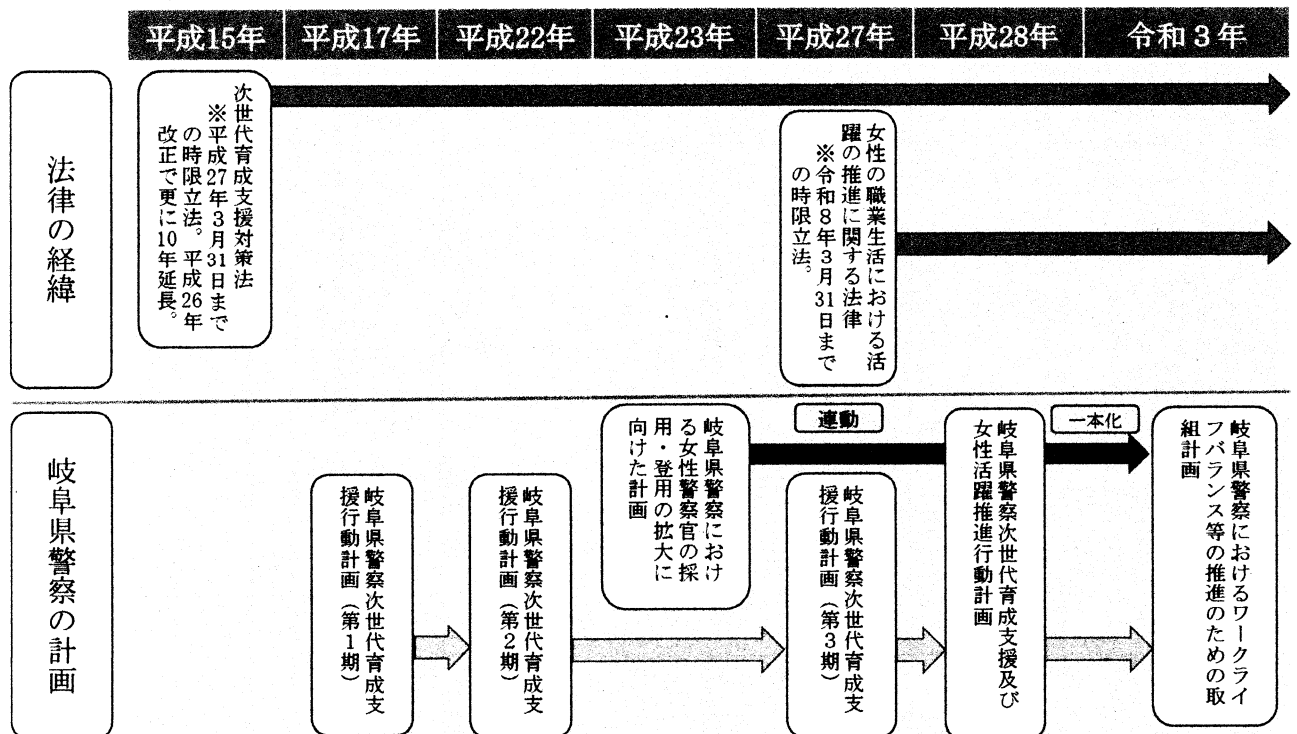 平成15年
平成17年
平成22年
平成23年
平成27年
平成28年
令和3年
法律の経緯
次世代育成支援対策法
※平成27年3月31日まで
の時限立法。平成26年
改正で更に10年延長。
女性の職業生活における活
躍の推進に関する法律
※令和8年3月31日まで
の時限立法。
岐阜県警察の計画
岐阜県警察次世代育成支
援行動計画（第1期）
岐阜県警察次世代育成支
援行動計画（第2期）
岐阜県警察におけ
る女性警察官の採
用・登用の拡大に
向けた計画
連動
岐阜県警察次世代育成支
援行動計画（第3期）
岐阜県警察次世代育成支援及び
女性活躍推進行動計画
一本化
岐阜県警察におけるワークライ
フバランス等の推進のための取
組計画